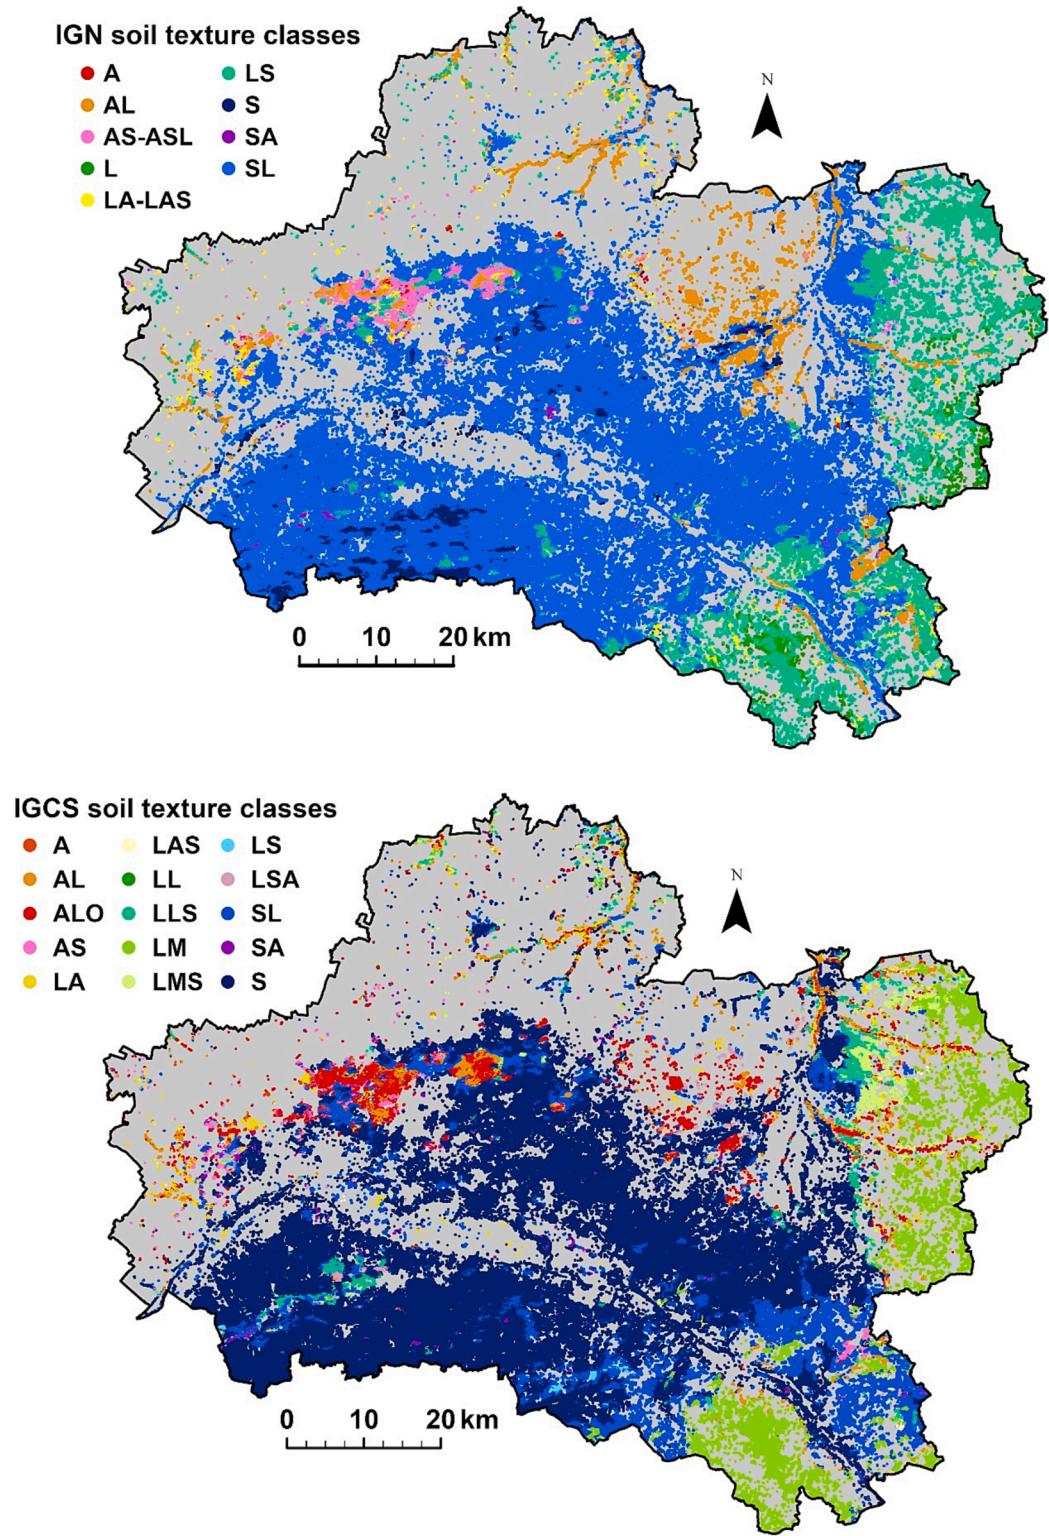 IGN soil texture classes
A LS
AL S
AS-ASL SA
L SL
LA-LAS
N
0 10 20 km
IGCS soil texture classes
A LAS LS
AL LL LSA
ALO LLS SL
AS LM SA
LA LMS S
N
0 10 20 km